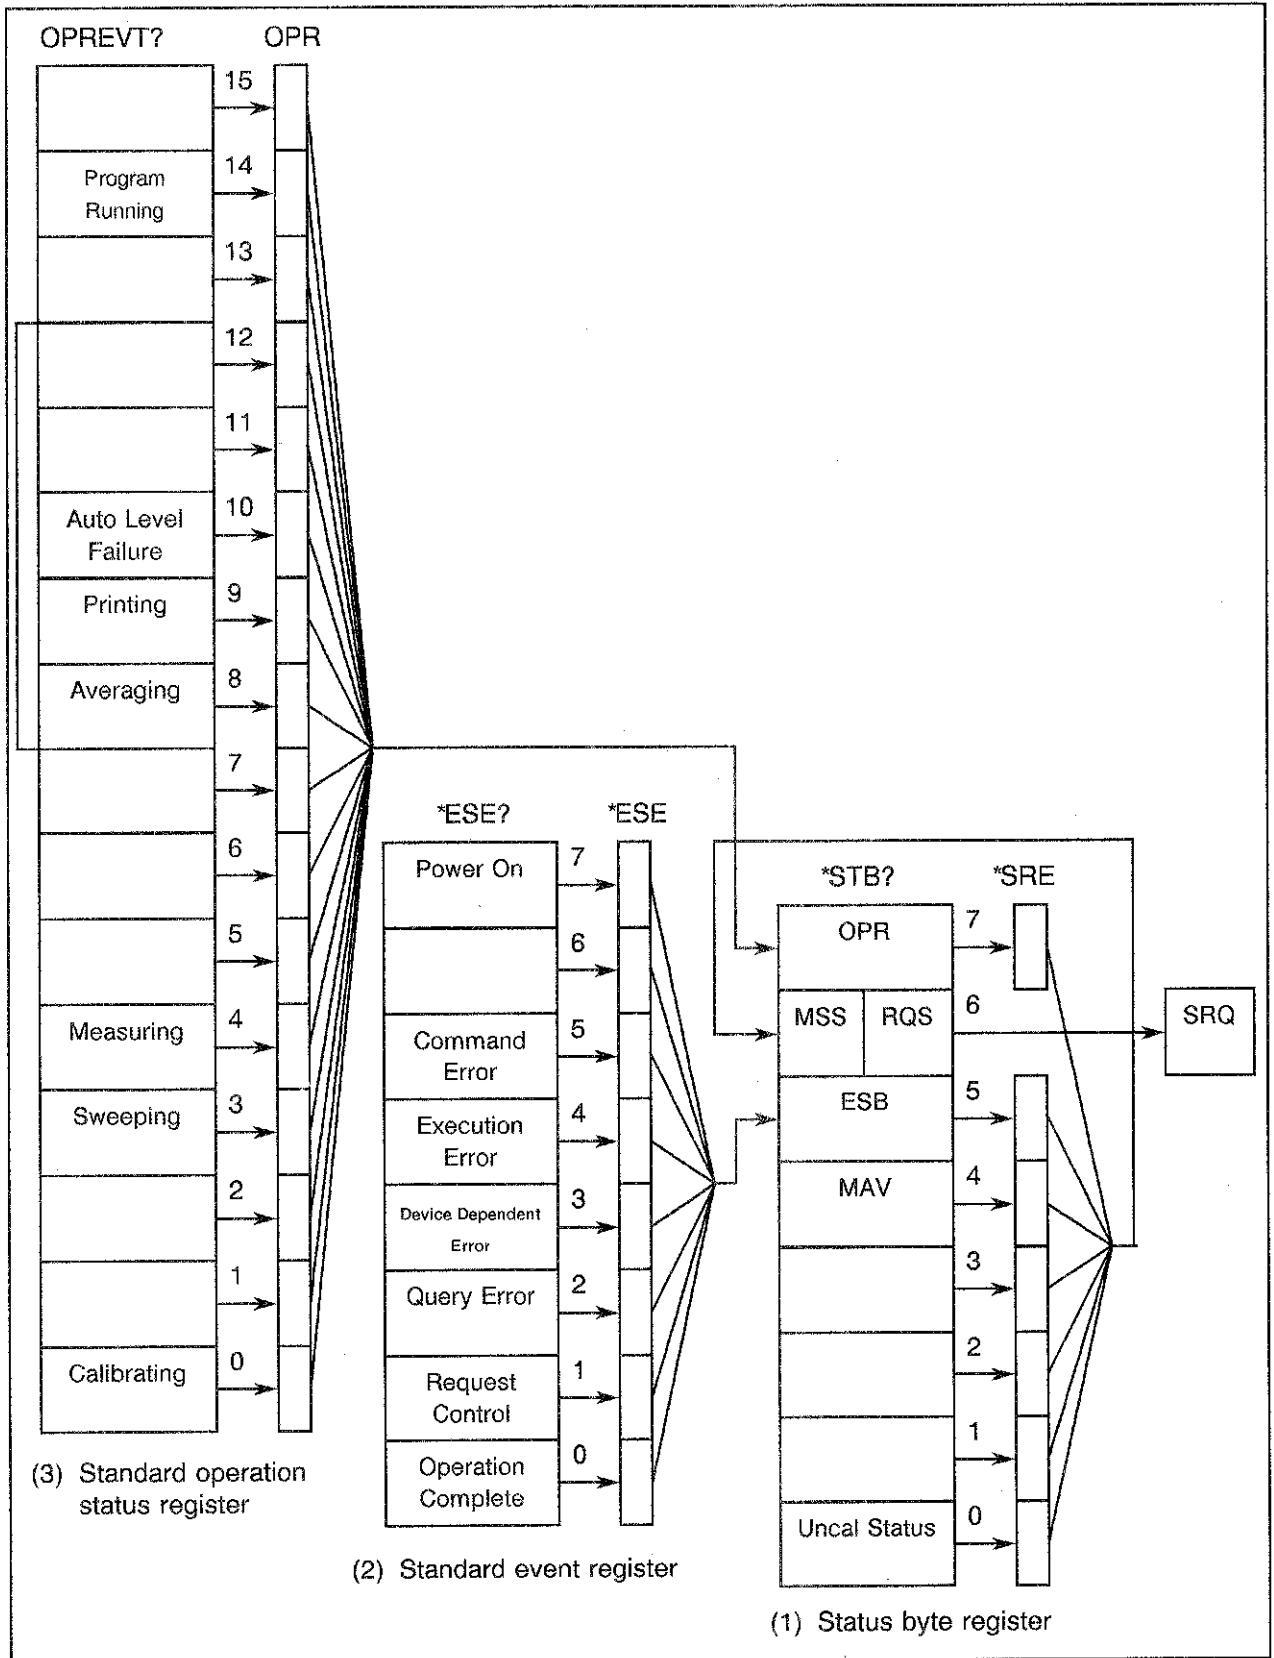 OPREVT? OPR
15
14
Program
Running
13
12
11
10
Auto Level
Failure
9
Printing
8
Averaging
7
6
5
4
Measuring
3
Sweeping
2
1
0
Calibrating
(3) Standard operation
status register
*ESE? *ESE
Power On 7
6
5
Command
Error
4
Execution
Error
3
Device Dependent
Error
2
Query Error
1
Request
Control
0
Operation
Complete
(2) Standard event register
*STB? *SRE
OPR 7
MSS RQS 6 SRQ
ESB 5
MAV 4
3
2
1
Uncal Status 0
(1) Status byte register